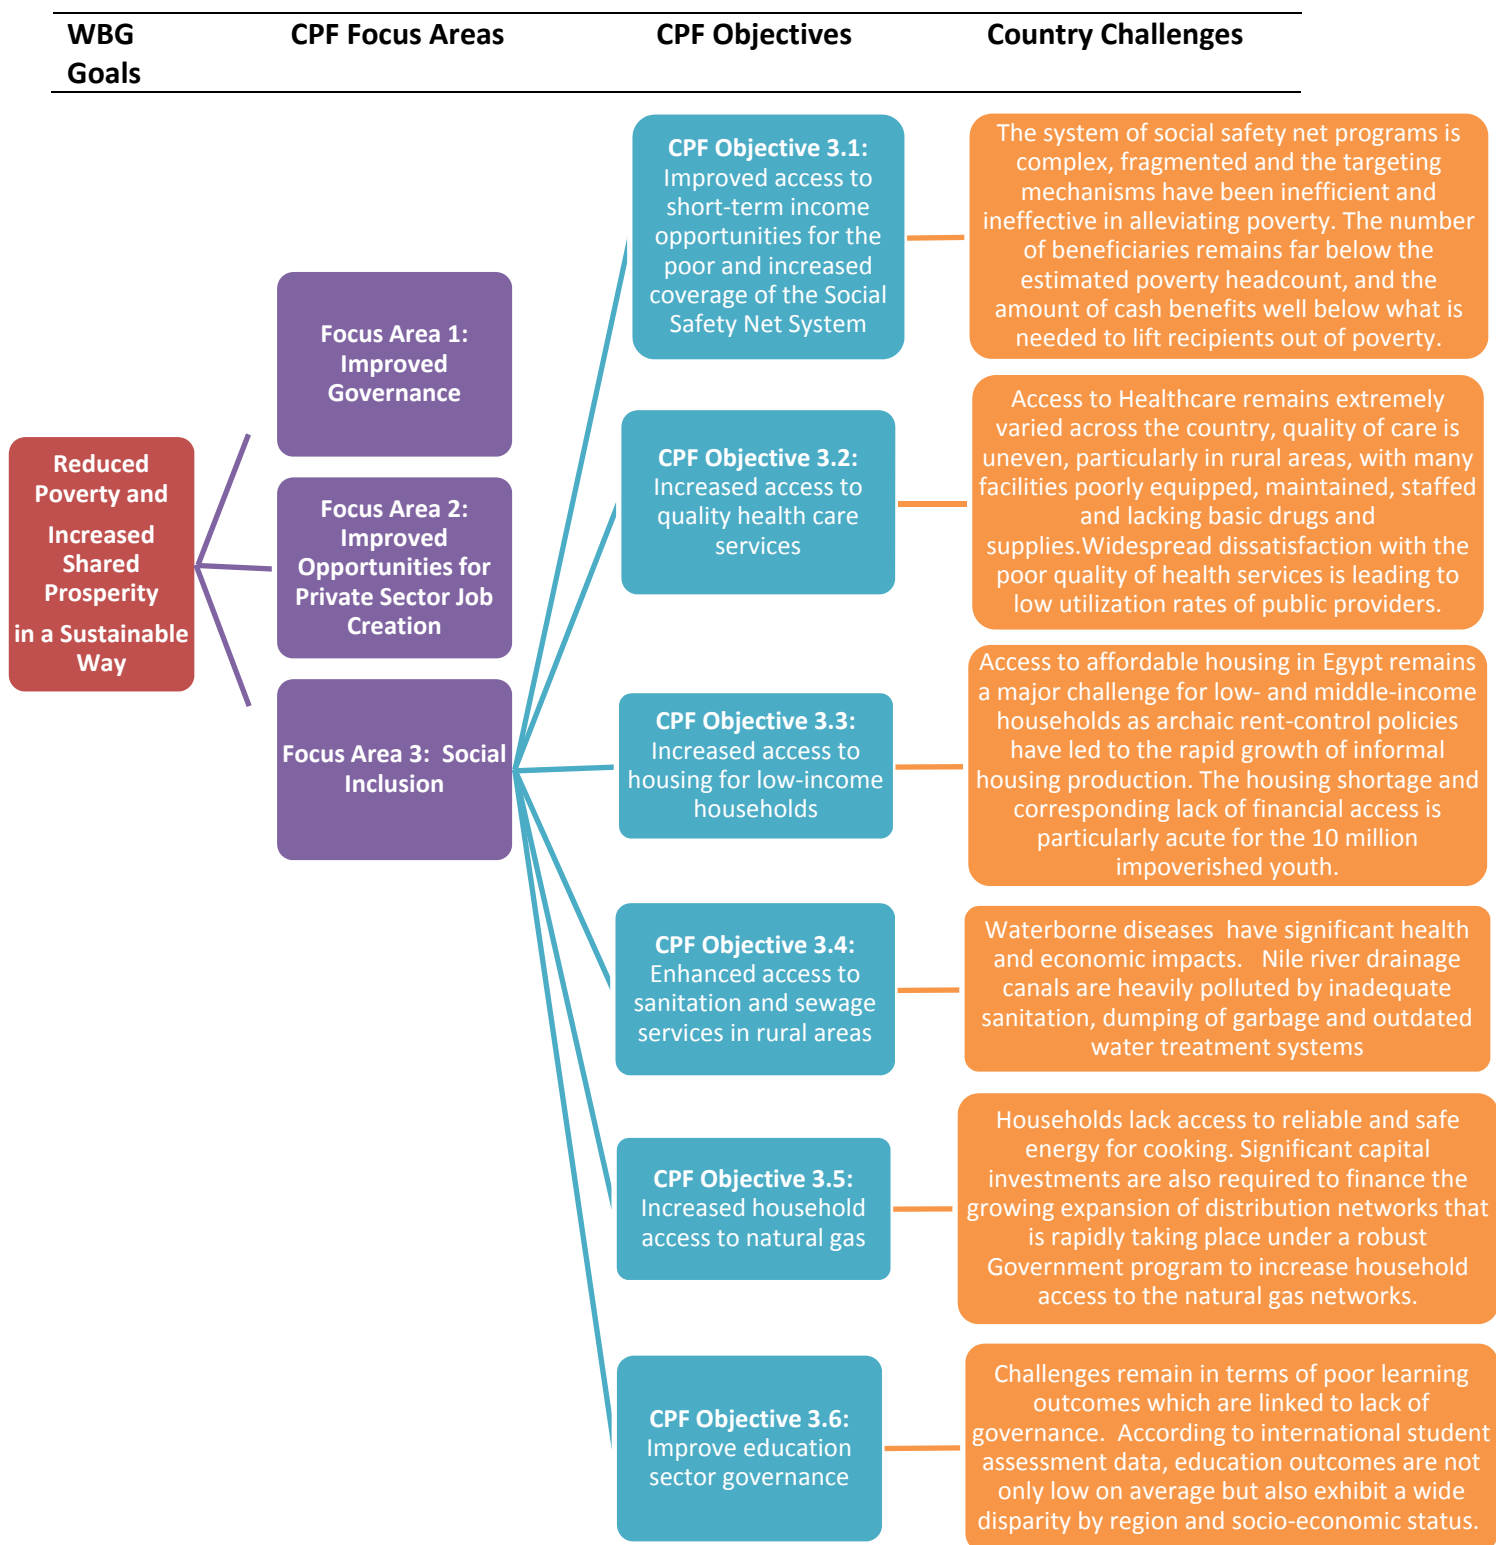 WBG
Goals
CPF Focus Areas
CPF Objectives
Country Challenges
Reduced
Poverty and
Increased
Shared
Prosperity
in a Sustainable
Way
Focus Area 1:
Improved
Governance
Focus Area 2:
Improved
Opportunities for
Private Sector Job
Creation
Focus Area 3:  Social
Inclusion
CPF Objective 3.1:
Improved access to
short-term income
opportunities for the
poor and increased
coverage of the Social
Safety Net System
The system of social safety net programs is
complex, fragmented and the targeting
mechanisms have been inefficient and
ineffective in alleviating poverty. The number
of beneficiaries remains far below the
estimated poverty headcount, and the
amount of cash benefits well below what is
needed to lift recipients out of poverty.
CPF Objective 3.2:
Increased access to
quality health care
services
Access to Healthcare remains extremely
varied across the country, quality of care is
uneven, particularly in rural areas, with many
facilities poorly equipped, maintained, staffed
and lacking basic drugs and
supplies.Widespread dissatisfaction with the
poor quality of health services is leading to
low utilization rates of public providers.
CPF Objective 3.3:
Increased access to
housing for low-income
households
Access to affordable housing in Egypt remains
a major challenge for low- and middle-income
households as archaic rent-control policies
have led to the rapid growth of informal
housing production. The housing shortage and
corresponding lack of financial access is
particularly acute for the 10 million
impoverished youth.
CPF Objective 3.4:
Enhanced access to
sanitation and sewage
services in rural areas
Waterborne diseases  have significant health
and economic impacts.   Nile river drainage
canals are heavily polluted by inadequate
sanitation, dumping of garbage and outdated
water treatment systems
CPF Objective 3.5:
Increased household
access to natural gas
Households lack access to reliable and safe
energy for cooking. Significant capital
investments are also required to finance the
growing expansion of distribution networks that
is rapidly taking place under a robust
Government program to increase household
access to the natural gas networks.
CPF Objective 3.6:
Improve education
sector governance
Challenges remain in terms of poor learning
outcomes which are linked to lack of
governance.  According to international student
assessment data, education outcomes are not
only low on average but also exhibit a wide
disparity by region and socio-economic status.